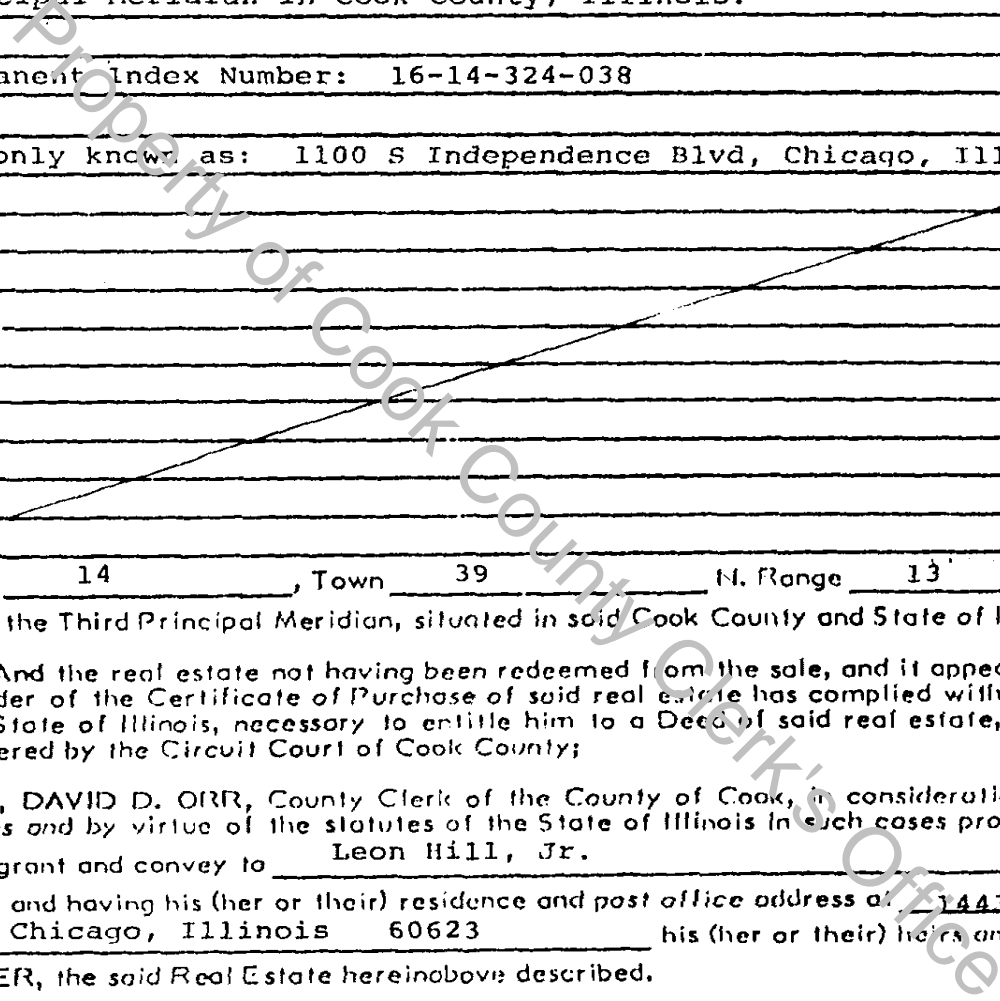 cipal Meridian in Cook County, Illinois.
anent Index Number: 16-14-324-038
only known as: 1100 S Independence Blvd, Chicago, Ill
14 , Town 39 N. Range 13
the Third Principal Meridian, situated in said Cook County and State of I
And the real estate not having been redeemed from the sale, and it appea
der of the Certificate of Purchase of said real estate has complied with
State of Illinois, necessary to entitle him to a Deed of said real estate,
ered by the Circuit Court of Cook County;
, DAVID D. ORR, County Clerk of the County of Cook, in considerati
s and by virtue of the statutes of the State of Illinois in such cases pro
grant and convey to Leon Hill, Jr.
and having his (her or their) residence and post office address at 144
Chicago, Illinois 60623 his (her or their) heirs an
ER, the said Real Estate hereinabove described.
Property of Cook County Clerk's Office